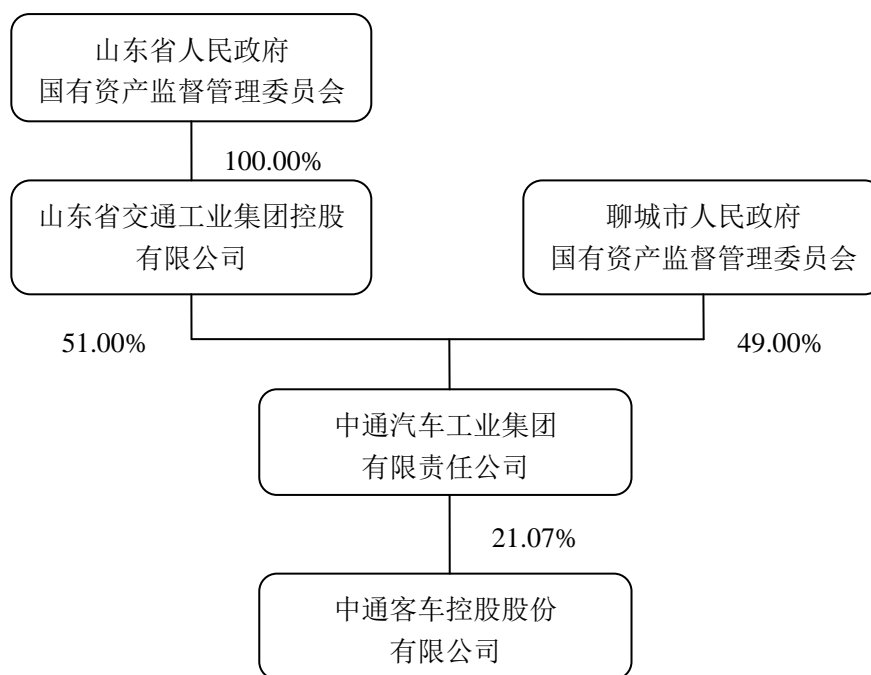 山东省人民政府
国有资产监督管理委员会
100.00%
山东省交通工业集团控股
有限公司
聊城市人民政府
国有资产监督管理委员会
51.00%
49.00%
中通汽车工业集团
有限责任公司
21.07%
中通客车控股股份
有限公司